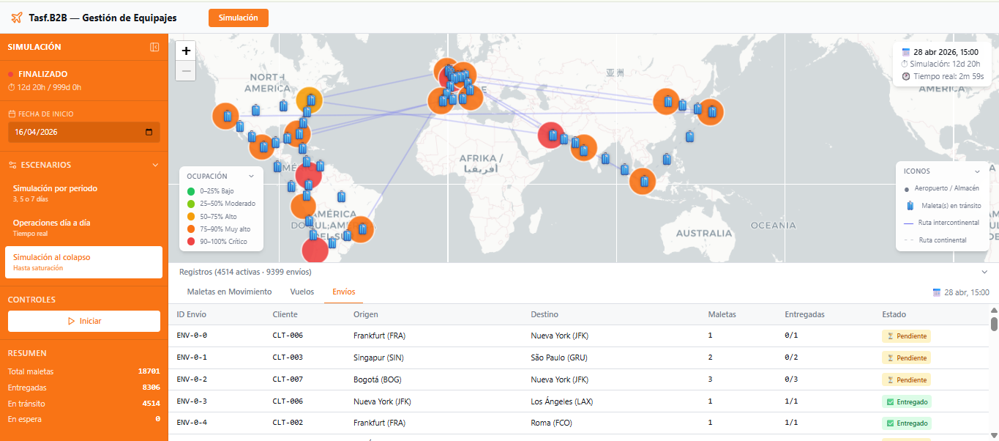 Tasf.B2B — Gestión de Equipajes
Simulación
SIMULACIÓN
FINALIZADO
12d 20h / 999d 0h
FECHA DE INICIO
16/04/2026
ESCENARIOS
Simulación por periodo
3, 5 o 7 días
Operaciones día a día
Tiempo real
Simulación al colapso
Hasta saturación
CONTROLES
Iniciar
RESUMEN
Total maletas 18701
Entregadas 8306
En tránsito 4514
En espera 0
+
−
AMERICA
亚洲
AFRIKA /
أفريقيا
AUSTRALIA
OCEANIA
28 abr 2026, 15:00
Simulación: 12d 20h
Tiempo real: 2m 59s
OCUPACIÓN
0–25% Bajo
25–50% Moderado
50–75% Alto
75–90% Muy alto
90–100% Crítico
ICONOS
Aeropuerto / Almacén
Maleta(s) en tránsito
Ruta intercontinental
Ruta continental
Registros (4514 activas · 9399 envíos)
Maletas en Movimiento Vuelos Envíos
28 abr, 15:00
ID Envío Cliente Origen Destino Maletas Entregadas Estado
ENV-0-0 CLT-006 Frankfurt (FRA) Nueva York (JFK) 1 0/1 Pendiente
ENV-0-1 CLT-003 Singapur (SIN) São Paulo (GRU) 2 0/2 Pendiente
ENV-0-2 CLT-007 Bogotá (BOG) Nueva York (JFK) 3 0/3 Pendiente
ENV-0-3 CLT-006 Nueva York (JFK) Los Ángeles (LAX) 1 1/1 Entregado
ENV-0-4 CLT-002 Frankfurt (FRA) Roma (FCO) 1 1/1 Entregado